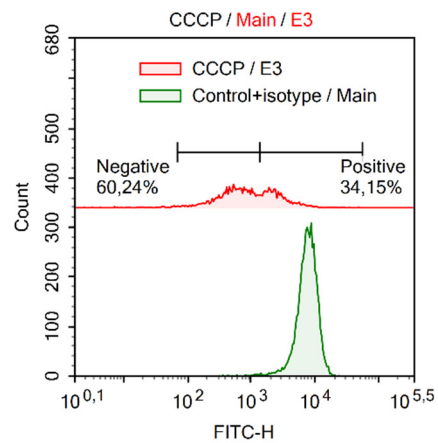 CCCP / Main / E3
680
CCCP / E3
Control+isotype / Main
500
Negative
60,24%
Positive
34,15%
400
300
200
100
0
Count
10^0,1
10^2
10^3
10^4
10^5,5
FITC-H